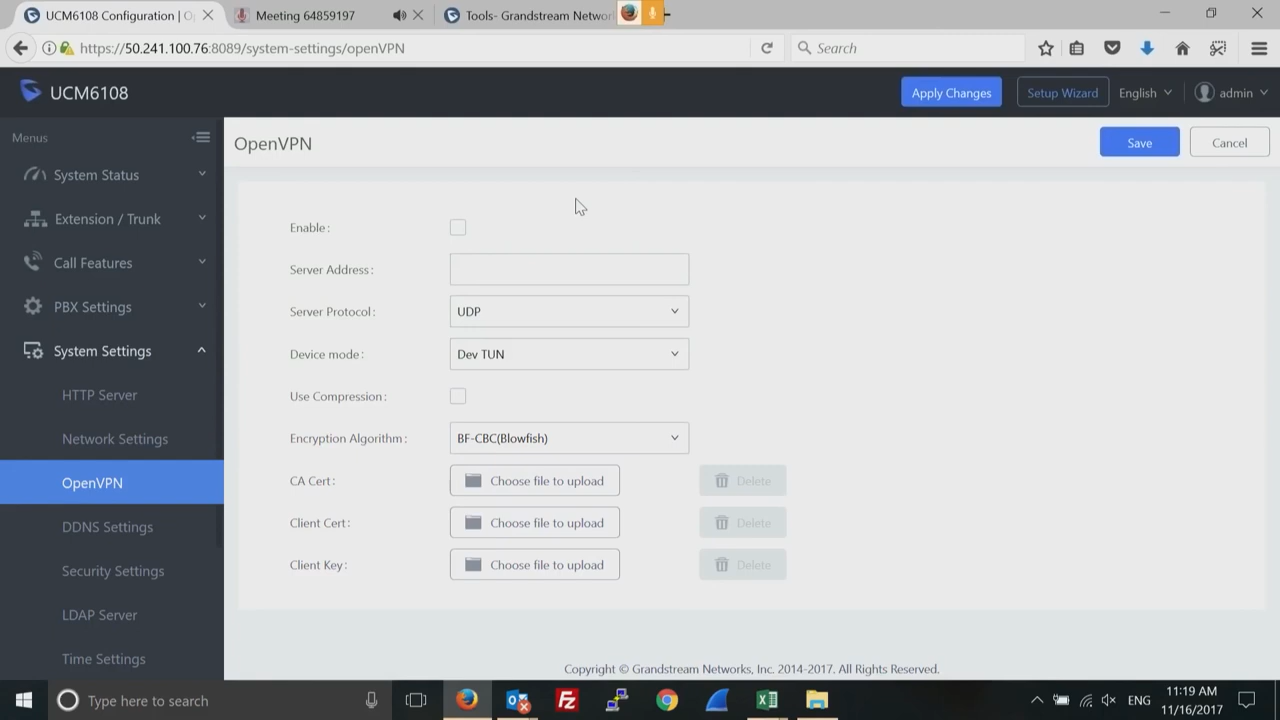 UCM6108 Configuration | O
Meeting 64859197
Tools- Grandstream Networ
https://50.241.100.76:8089/system-settings/openVPN
Search
UCM6108
Apply Changes
Setup Wizard
English
admin
Menus
OpenVPN
Save
Cancel
System Status
Extension / Trunk
Call Features
PBX Settings
System Settings
HTTP Server
Network Settings
OpenVPN
DDNS Settings
Security Settings
LDAP Server
Time Settings
Enable :
Server Address :
Server Protocol : UDP
Device mode : Dev TUN
Use Compression :
Encryption Algorithm : BF-CBC(Blowfish)
CA Cert : Choose file to upload Delete
Client Cert : Choose file to upload Delete
Client Key : Choose file to upload Delete
Copyright © Grandstream Networks, Inc. 2014-2017. All Rights Reserved.
Type here to search
ENG
11:19 AM
11/16/2017